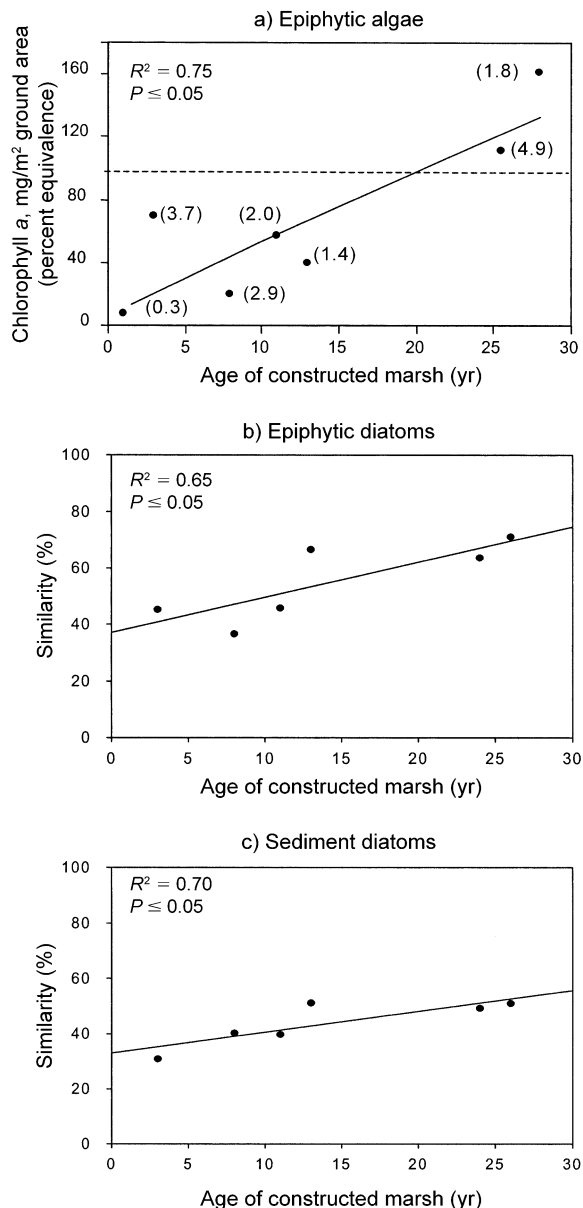 a) Epiphytic algae
Chlorophyll a, mg/m² ground area
(percent equivalence)
160
120
80
40
0
R² = 0.75
P ≤ 0.05
(1.8)
(4.9)
(3.7)
(2.0)
(1.4)
(0.3)
(2.9)
0 5 10 15 20 25 30
Age of constructed marsh (yr)
b) Epiphytic diatoms
Similarity (%)
100
80
60
40
20
0
R² = 0.65
P ≤ 0.05
0 5 10 15 20 25 30
Age of constructed marsh (yr)
c) Sediment diatoms
Similarity (%)
100
80
60
40
20
0
R² = 0.70
P ≤ 0.05
0 5 10 15 20 25 30
Age of constructed marsh (yr)